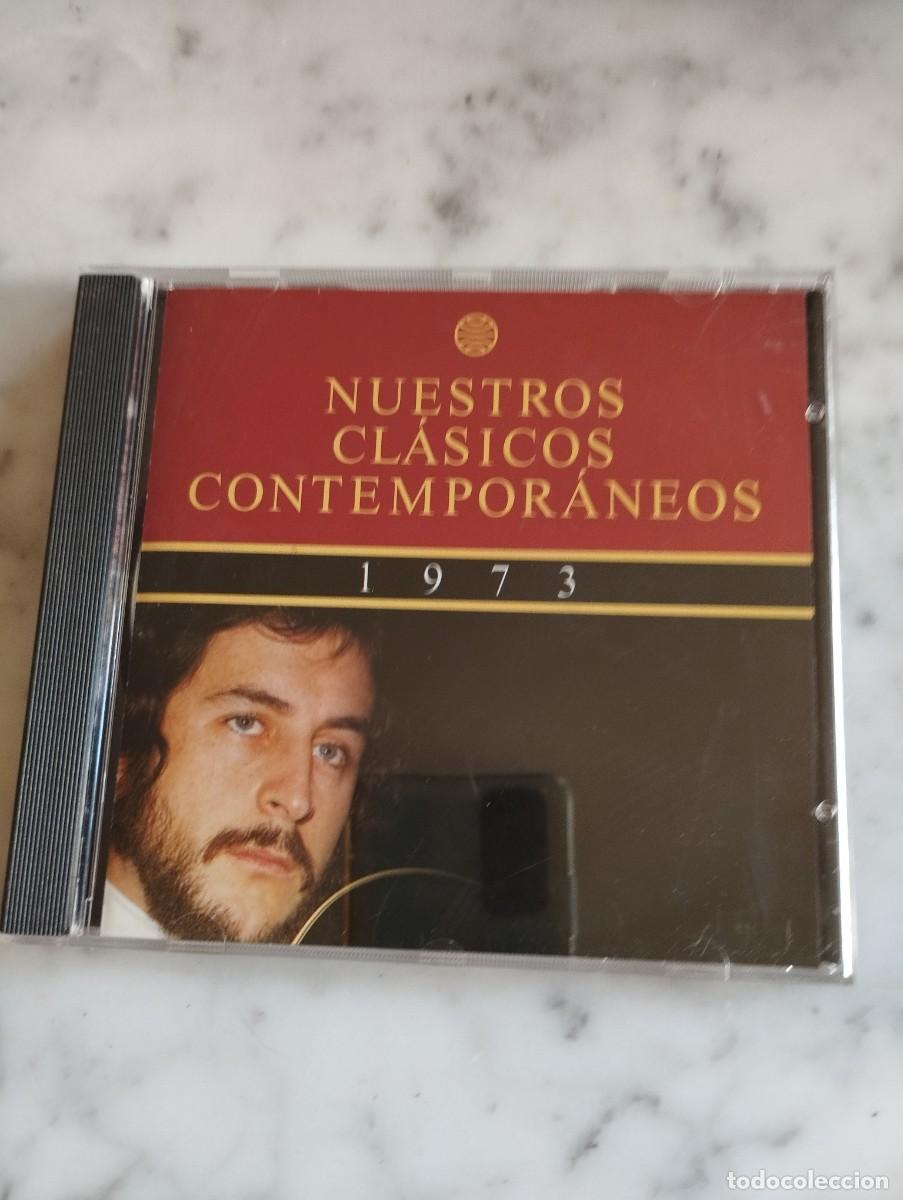 NUESTROS
CLÁSICOS
CONTEMPORÁNEOS
1973
todocoleccion